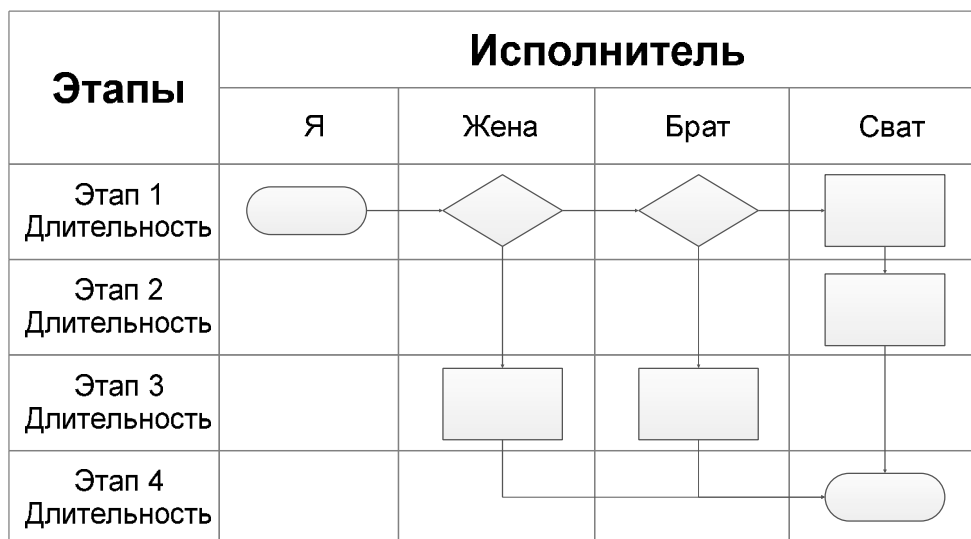 Этапы
Исполнитель
Я
Жена
Брат
Сват
Этап 1
Длительность
Этап 2
Длительность
Этап 3
Длительность
Этап 4
Длительность